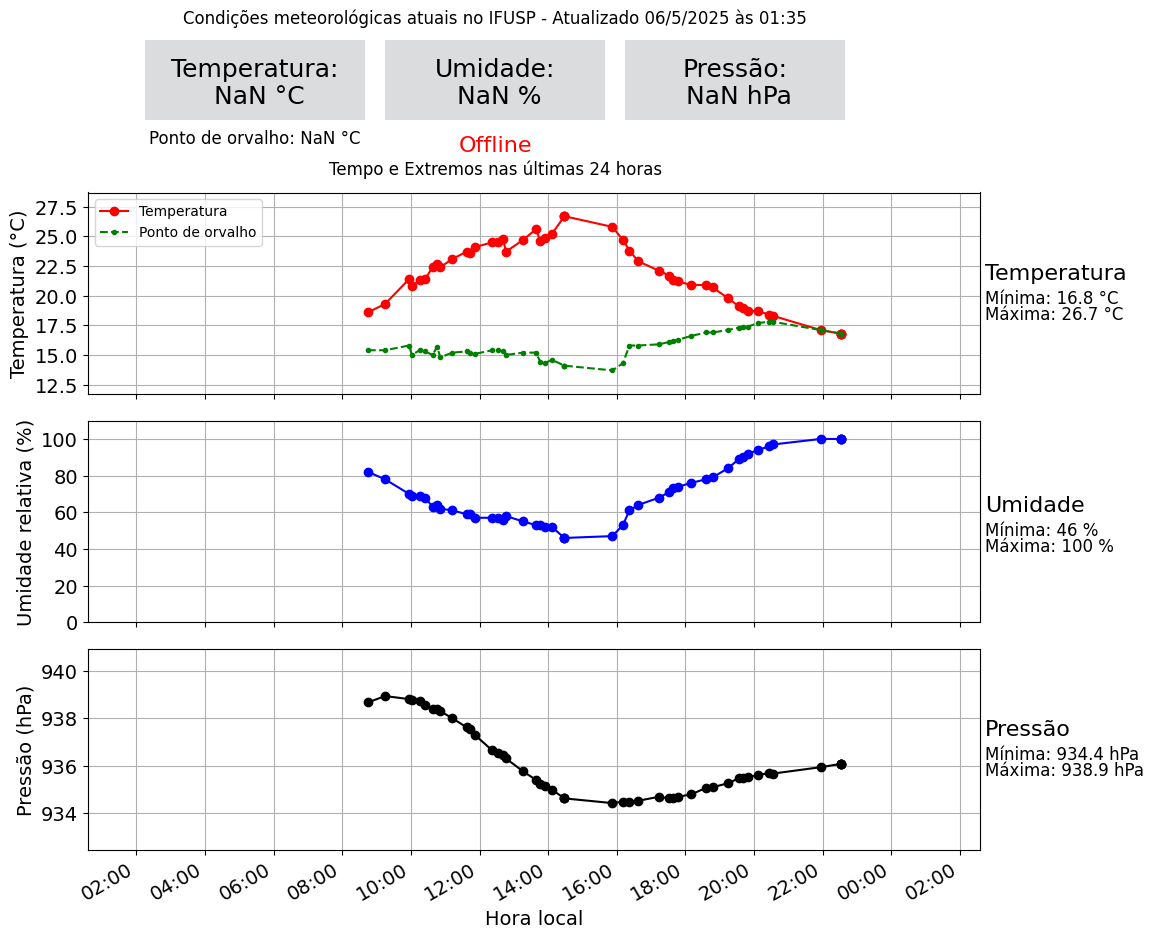 Condições meteorológicas atuais no IFUSP - Atualizado 06/5/2025 às 01:35
Temperatura:
NaN °C
Umidade:
NaN %
Pressão:
NaN hPa
Ponto de orvalho: NaN °C
Offline
Tempo e Extremos nas últimas 24 horas
Temperatura (°C)
27.5
25.0
22.5
20.0
17.5
15.0
12.5
Temperatura
Ponto de orvalho
Temperatura
Mínima: 16.8 °C
Máxima: 26.7 °C
Umidade relativa (%)
100
80
60
40
20
0
Umidade
Mínima: 46 %
Máxima: 100 %
Pressão (hPa)
940
938
936
934
Pressão
Mínima: 934.4 hPa
Máxima: 938.9 hPa
02:00
04:00
06:00
08:00
10:00
12:00
14:00
16:00
18:00
20:00
22:00
00:00
02:00
Hora local